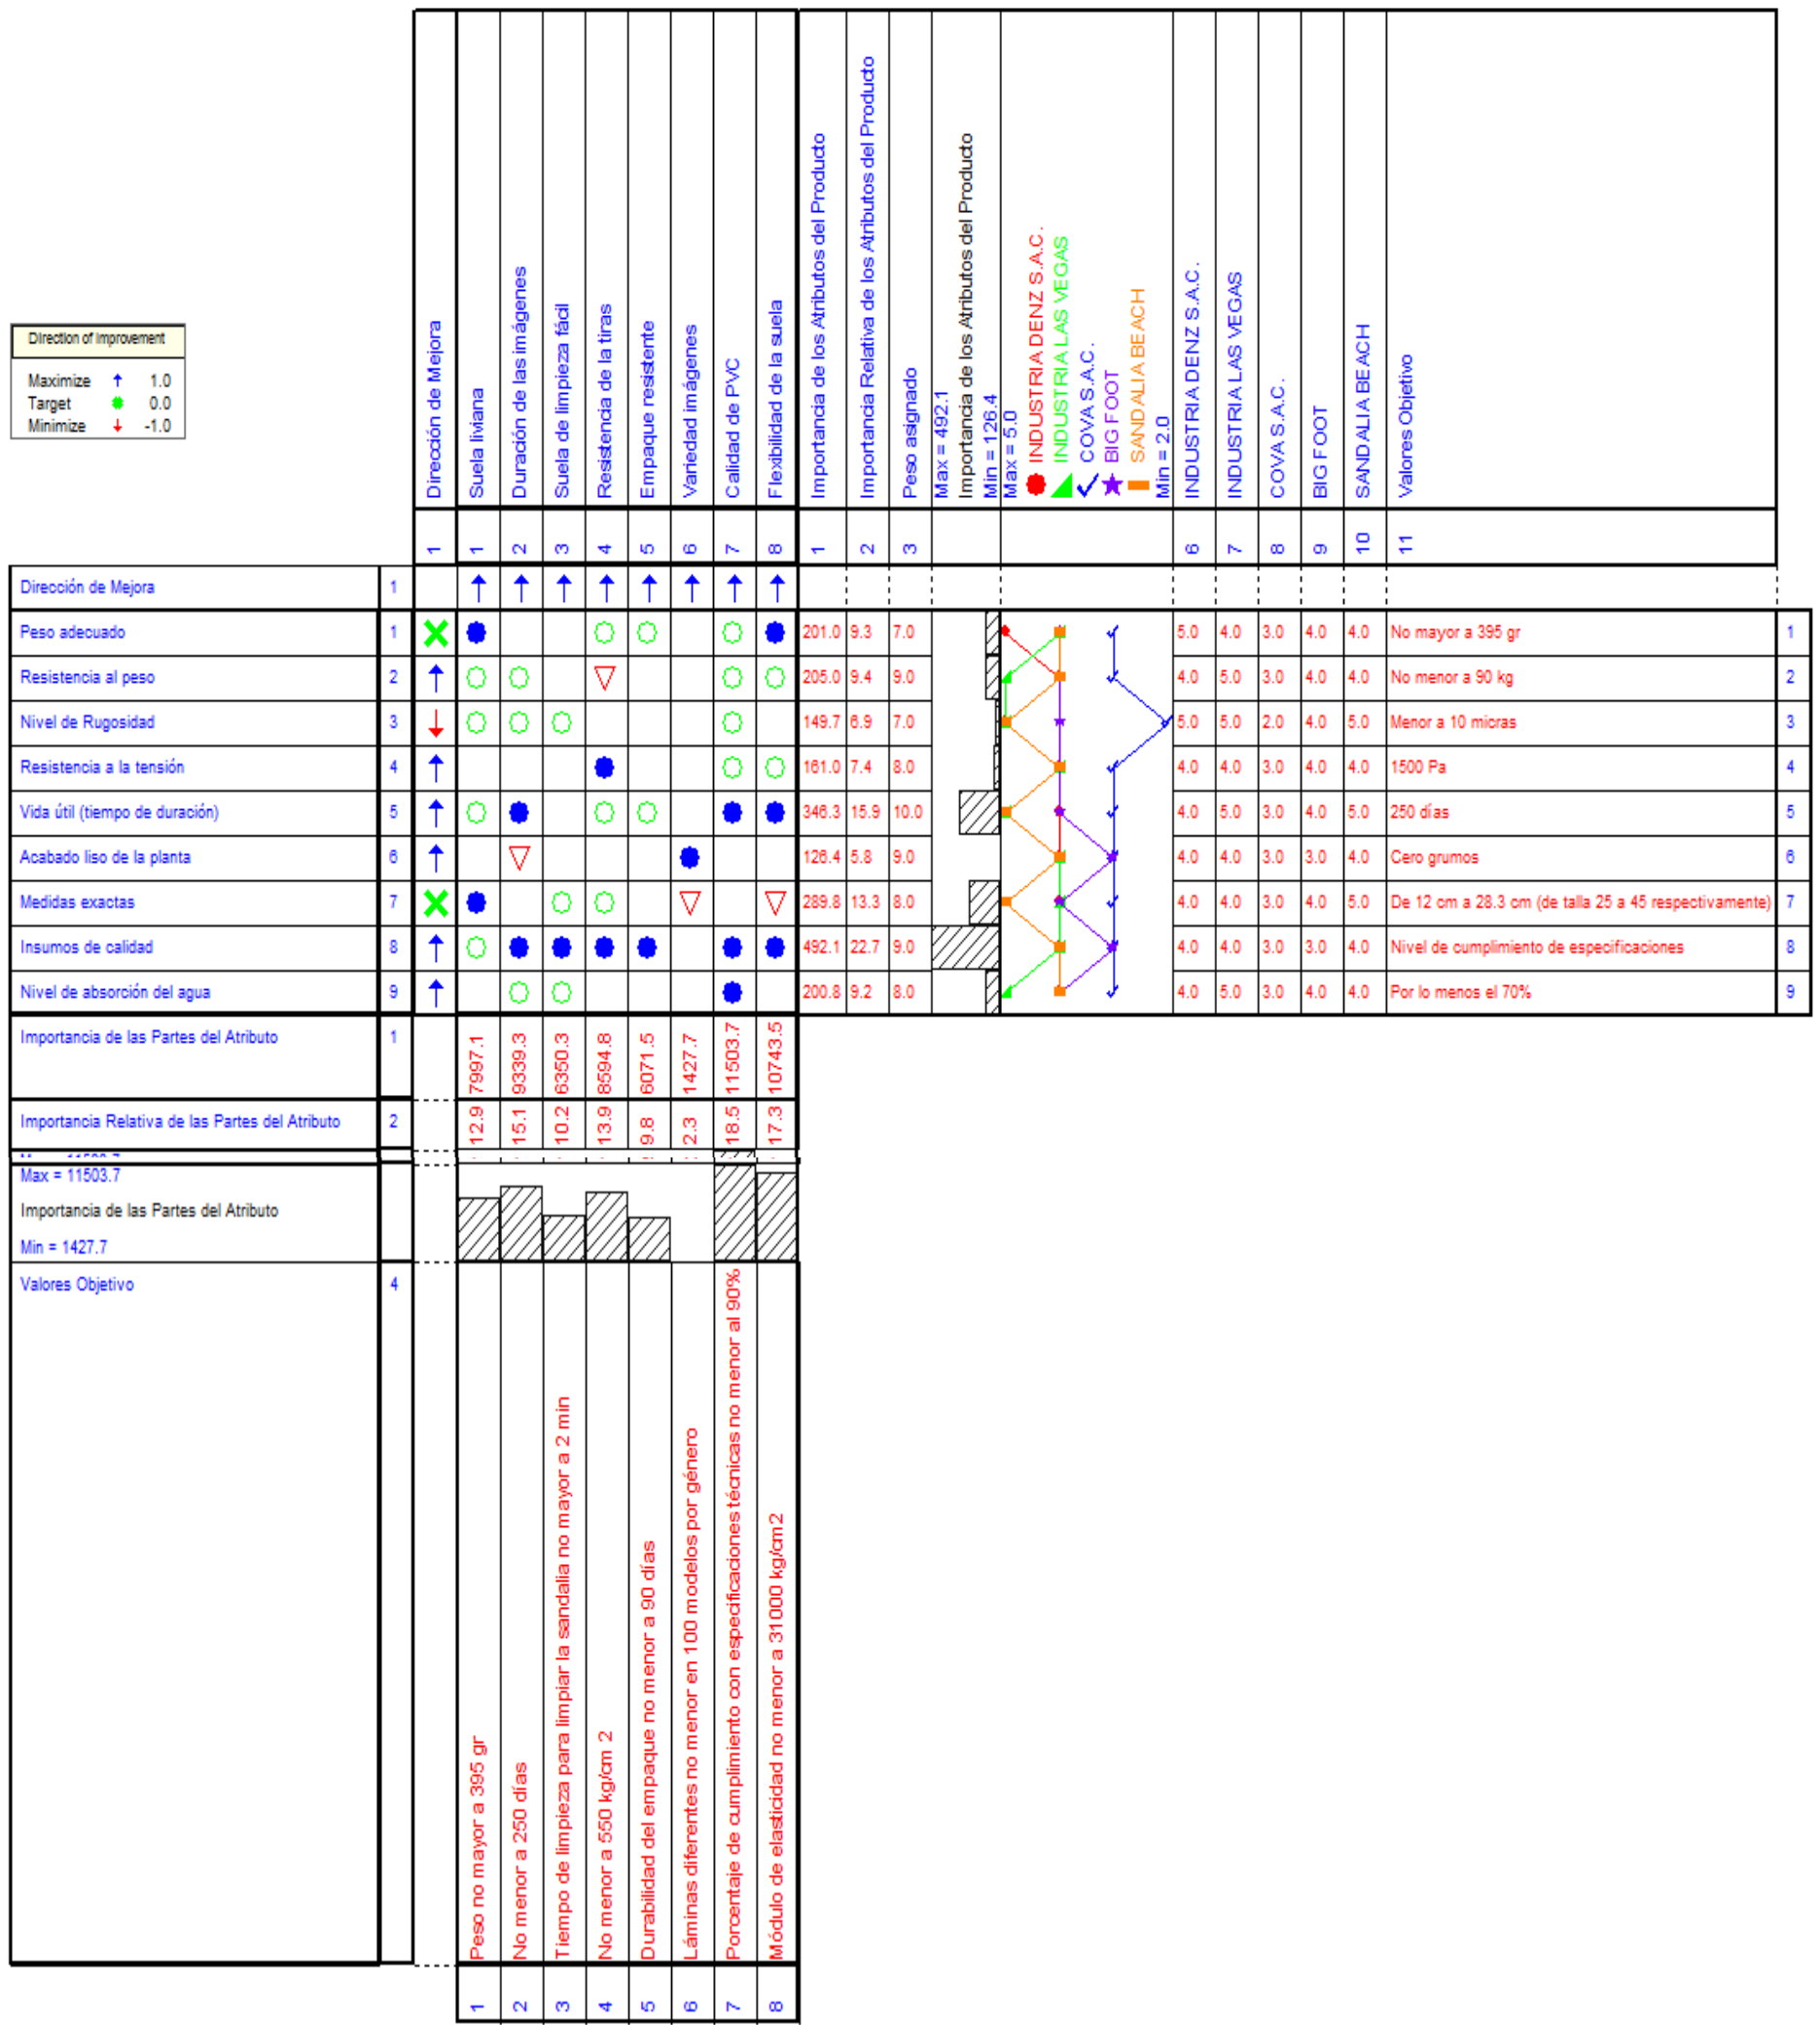 Direction of Improvement
Maximize 1.0
Target 0.0
Minimize -1.0
Dirección de Mejora
Suela liviana
Duración de las imágenes
Suela de limpieza fácil
Resistencia de la tiras
Empaque resistente
Variedad imágenes
Calidad de PVC
Flexibilidad de la suela
Importancia de los Atributos del Producto
Importancia Relativa de los Atributos del Producto
Peso asignado
Max = 492.1
Importancia de los Atributos del Producto
Min = 126.4
Max = 5.0
INDUSTRIA DENZ S.A.C.
INDUSTRIA LAS VEGAS
COVA S.A.C.
BIG FOOT
SANDALIA BEACH
Min = 2.0
INDUSTRIA DENZ S.A.C.
INDUSTRIA LAS VEGAS
COVA S.A.C.
BIG FOOT
SANDALIA BEACH
Valores Objetivo
1 1 2 3 4 5 6 7 8 1 2 3 6 7 8 9 10 11
Dirección de Mejora 1
Peso adecuado 1 201.0 9.3 7.0 5.0 4.0 3.0 4.0 4.0 No mayor a 395 gr 1
Resistencia al peso 2 205.0 9.4 9.0 4.0 5.0 3.0 4.0 4.0 No menor a 90 kg 2
Nivel de Rugosidad 3 149.7 6.9 7.0 5.0 5.0 2.0 4.0 5.0 Menor a 10 micras 3
Resistencia a la tensión 4 161.0 7.4 8.0 4.0 4.0 3.0 4.0 4.0 1500 Pa 4
Vida útil (tiempo de duración) 5 346.3 15.9 10.0 4.0 5.0 3.0 4.0 5.0 250 días 5
Acabado liso de la planta 6 126.4 5.8 9.0 4.0 4.0 3.0 3.0 4.0 Cero grumos 6
Medidas exactas 7 289.8 13.3 8.0 4.0 4.0 3.0 4.0 5.0 De 12 cm a 28.3 cm (de talla 25 a 45 respectivamente) 7
Insumos de calidad 8 492.1 22.7 9.0 4.0 4.0 3.0 3.0 4.0 Nivel de cumplimiento de especificaciones 8
Nivel de absorción del agua 9 200.8 9.2 8.0 4.0 5.0 3.0 4.0 4.0 Por lo menos el 70% 9
Importancia de las Partes del Atributo 1 7997.1 9339.3 6350.3 8594.8 6071.5 1427.7 11503.7 10743.5
Importancia Relativa de las Partes del Atributo 2 12.9 15.1 10.2 13.9 9.8 2.3 18.5 17.3
Max = 11503.7
Importancia de las Partes del Atributo
Min = 1427.7
Valores Objetivo 4
Peso no mayor a 395 gr
No menor a 250 días
Tiempo de limpieza para limpiar la sandalia no mayor a 2 min
No menor a 550 kg/cm 2
Durabilidad del empaque no menor a 90 días
Láminas diferentes no menor en 100 modelos por género
Porcentaje de cumplimiento con especificaciones técnicas no menor al 90%
Módulo de elasticidad no menor a 31000 kg/cm2
1 2 3 4 5 6 7 8